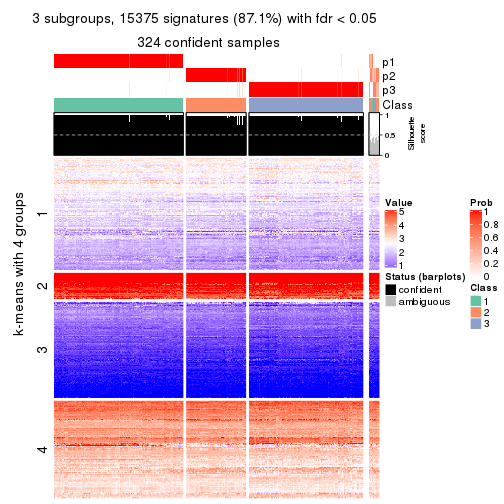 3 subgroups, 15375 signatures (87.1%) with fdr < 0.05
324 confident samples
p1
p2
p3
Class
1
0.5
0
Silhouette
score
k-means with 4 groups
1
2
3
4
Value
5
4
3
2
1
Status (barplots)
confident
ambiguous
Prob
1
0.8
0.6
0.4
0.2
0
Class
1
2
3